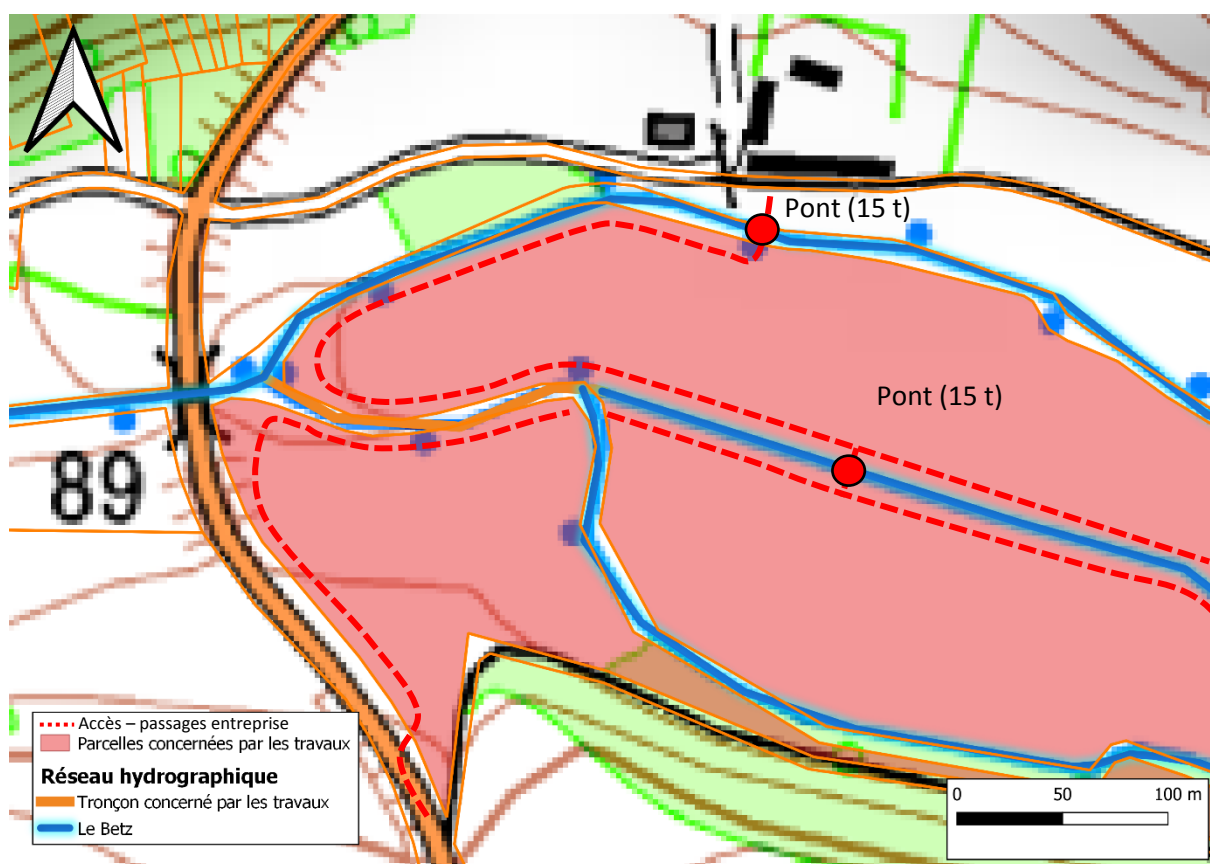 Pont (15 t)
Pont (15 t)
89
Accès – passages entreprise
Parcelles concernées par les travaux
Réseau hydrographique
Tronçon concerné par les travaux
Le Betz
0 50 100 m